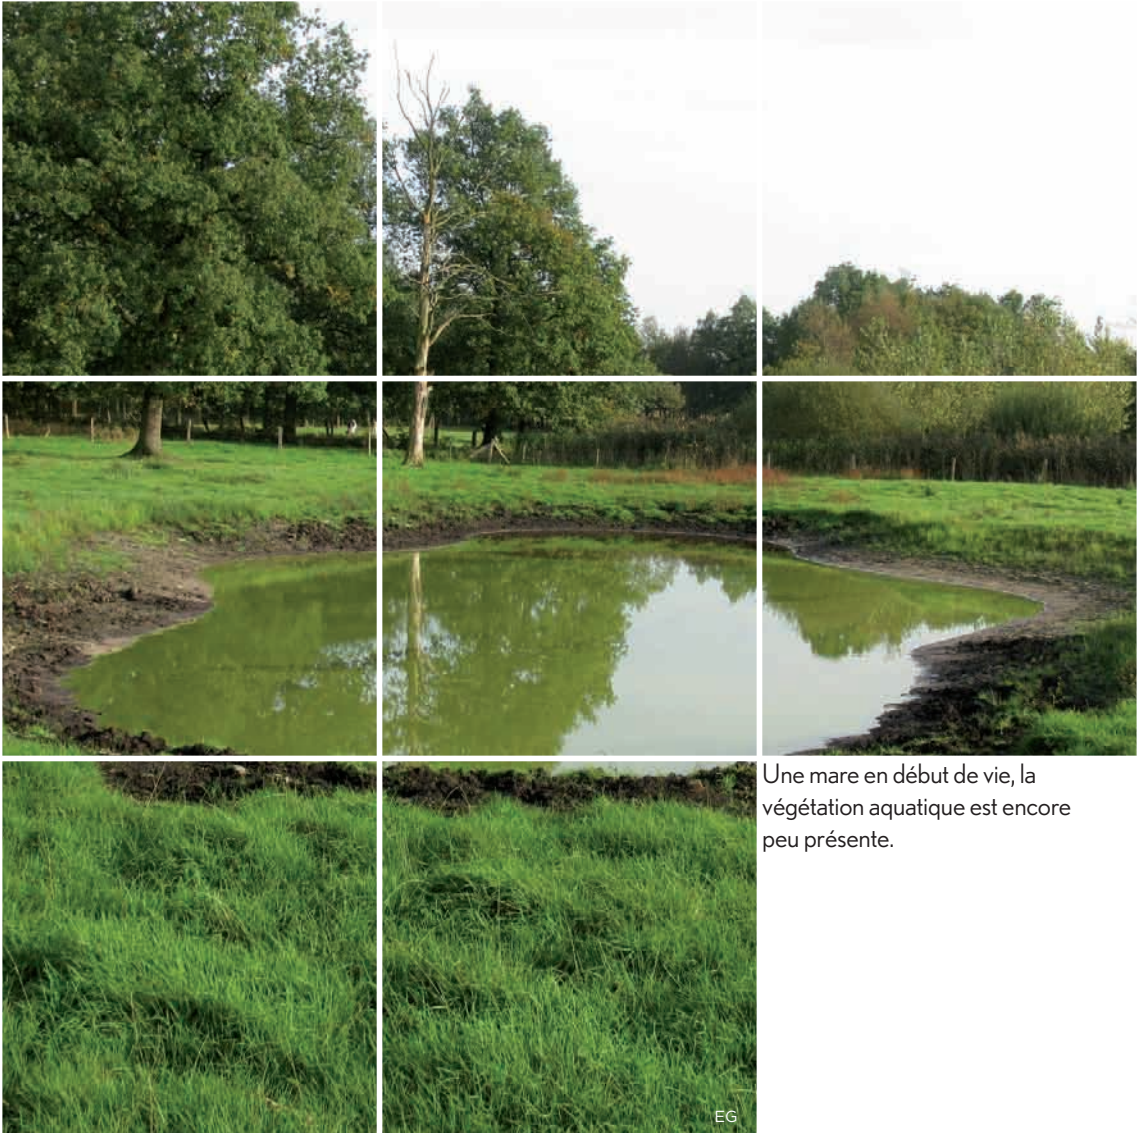 Une mare en début de vie, la
végétation aquatique est encore
peu présente.
EG